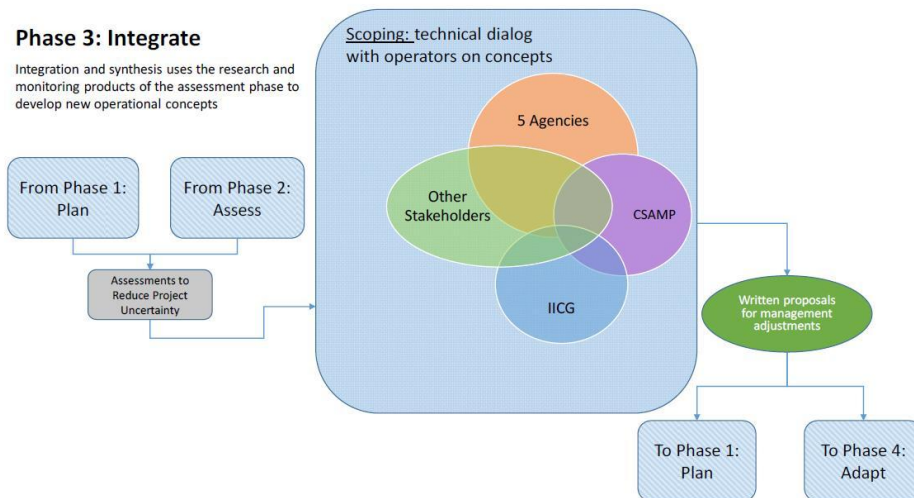 Phase 3: Integrate
Integration and synthesis uses the research and
monitoring products of the assessment phase to
develop new operational concepts
From Phase 1:
Plan
From Phase 2:
Assess
Assessments to
Reduce Project
Uncertainty
Scoping: technical dialog
with operators on concepts
5 Agencies
Other
Stakeholders
CSAMP
IICG
Written proposals
for management
adjustments
To Phase 1:
Plan
To Phase 4:
Adapt